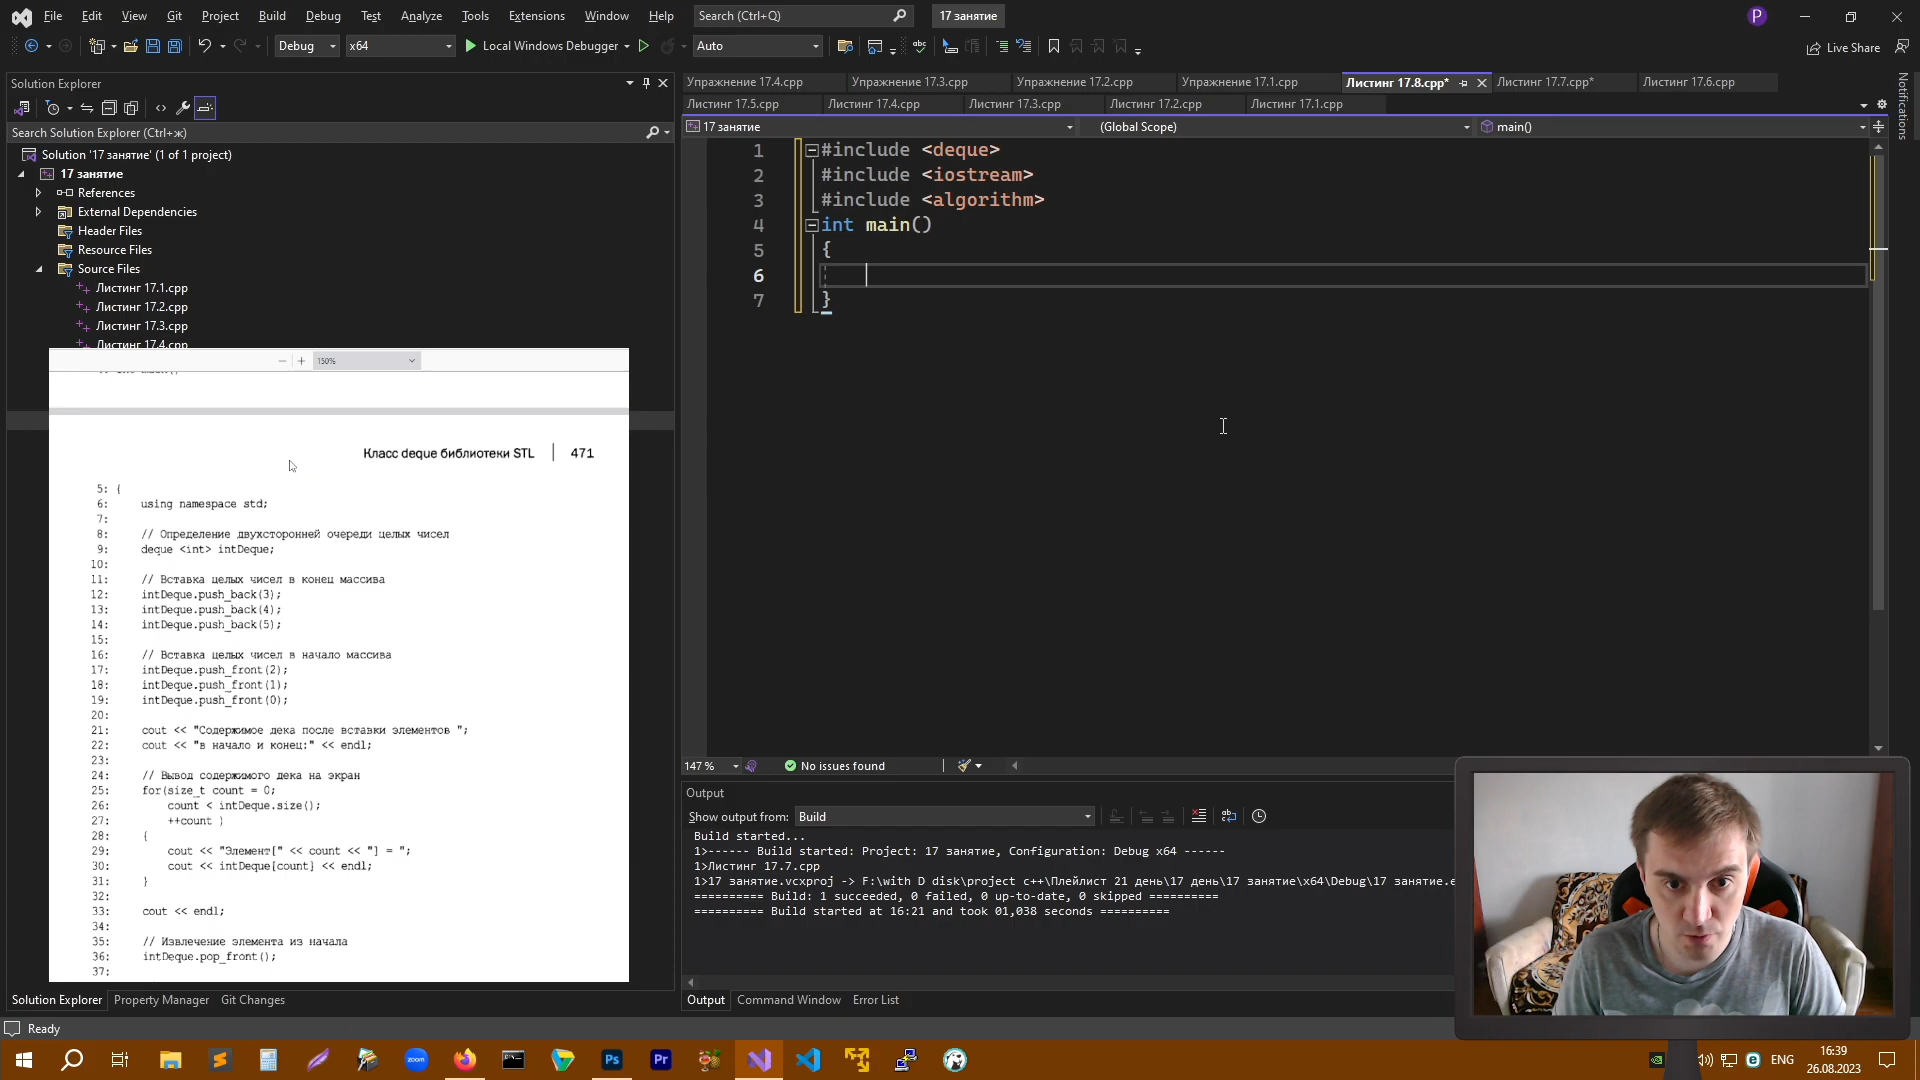 File Edit View Git Project Build Debug Test Analyze Tools Extensions Window Help Search (Ctrl+Q) 17 занятие P
Debug x64 Local Windows Debugger Auto Live Share
Solution Explorer
Search Solution Explorer (Ctrl+ж)
Solution '17 занятие' (1 of 1 project)
17 занятие
References
External Dependencies
Header Files
Resource Files
Source Files
Листинг 17.1.cpp
Листинг 17.2.cpp
Листинг 17.3.cpp
Листинг 17.4.cpp
150%
Класс deque библиотеки STL 471
5: {
6: using namespace std;
7:
8: // Определение двухсторонней очереди целых чисел
9: deque <int> intDeque;
10:
11: // Вставка целых чисел в конец массива
12: intDeque.push_back(3);
13: intDeque.push_back(4);
14: intDeque.push_back(5);
15:
16: // Вставка целых чисел в начало массива
17: intDeque.push_front(2);
18: intDeque.push_front(1);
19: intDeque.push_front(0);
20:
21: cout << "Содержимое дека после вставки элементов ";
22: cout << "в начало и конец:" << endl;
23:
24: // Вывод содержимого дека на экран
25: for(size_t count = 0;
26: count < intDeque.size();
27: ++count )
28: {
29: cout << "Элемент[" << count << "] = ";
30: cout << intDeque[count] << endl;
31: }
32:
33: cout << endl;
34:
35: // Извлечение элемента из начала
36: intDeque.pop_front();
37:
Solution Explorer Property Manager Git Changes
Упражнение 17.4.cpp Упражнение 17.3.cpp Упражнение 17.2.cpp Упражнение 17.1.cpp Листинг 17.8.cpp* Листинг 17.7.cpp* Листинг 17.6.cpp
Листинг 17.5.cpp Листинг 17.4.cpp Листинг 17.3.cpp Листинг 17.2.cpp Листинг 17.1.cpp
17 занятие (Global Scope) main()
Notifications
1 #include <deque>
2 #include <iostream>
3 #include <algorithm>
4 int main()
5 {
6
7 }
147 % No issues found
Output
Show output from: Build
Build started...
1>------ Build started: Project: 17 занятие, Configuration: Debug x64 ------
1>Листинг 17.7.cpp
1>17 занятие.vcxproj -> F:\with D disk\project c++\Плейлист 21 день\17 день\17 занятие\x64\Debug\17 занятие.e
========== Build: 1 succeeded, 0 failed, 0 up-to-date, 0 skipped ==========
========== Build started at 16:21 and took 01,038 seconds ==========
Output Command Window Error List
Ready
zoom Ps Pr ENG 16:39
26.08.2023